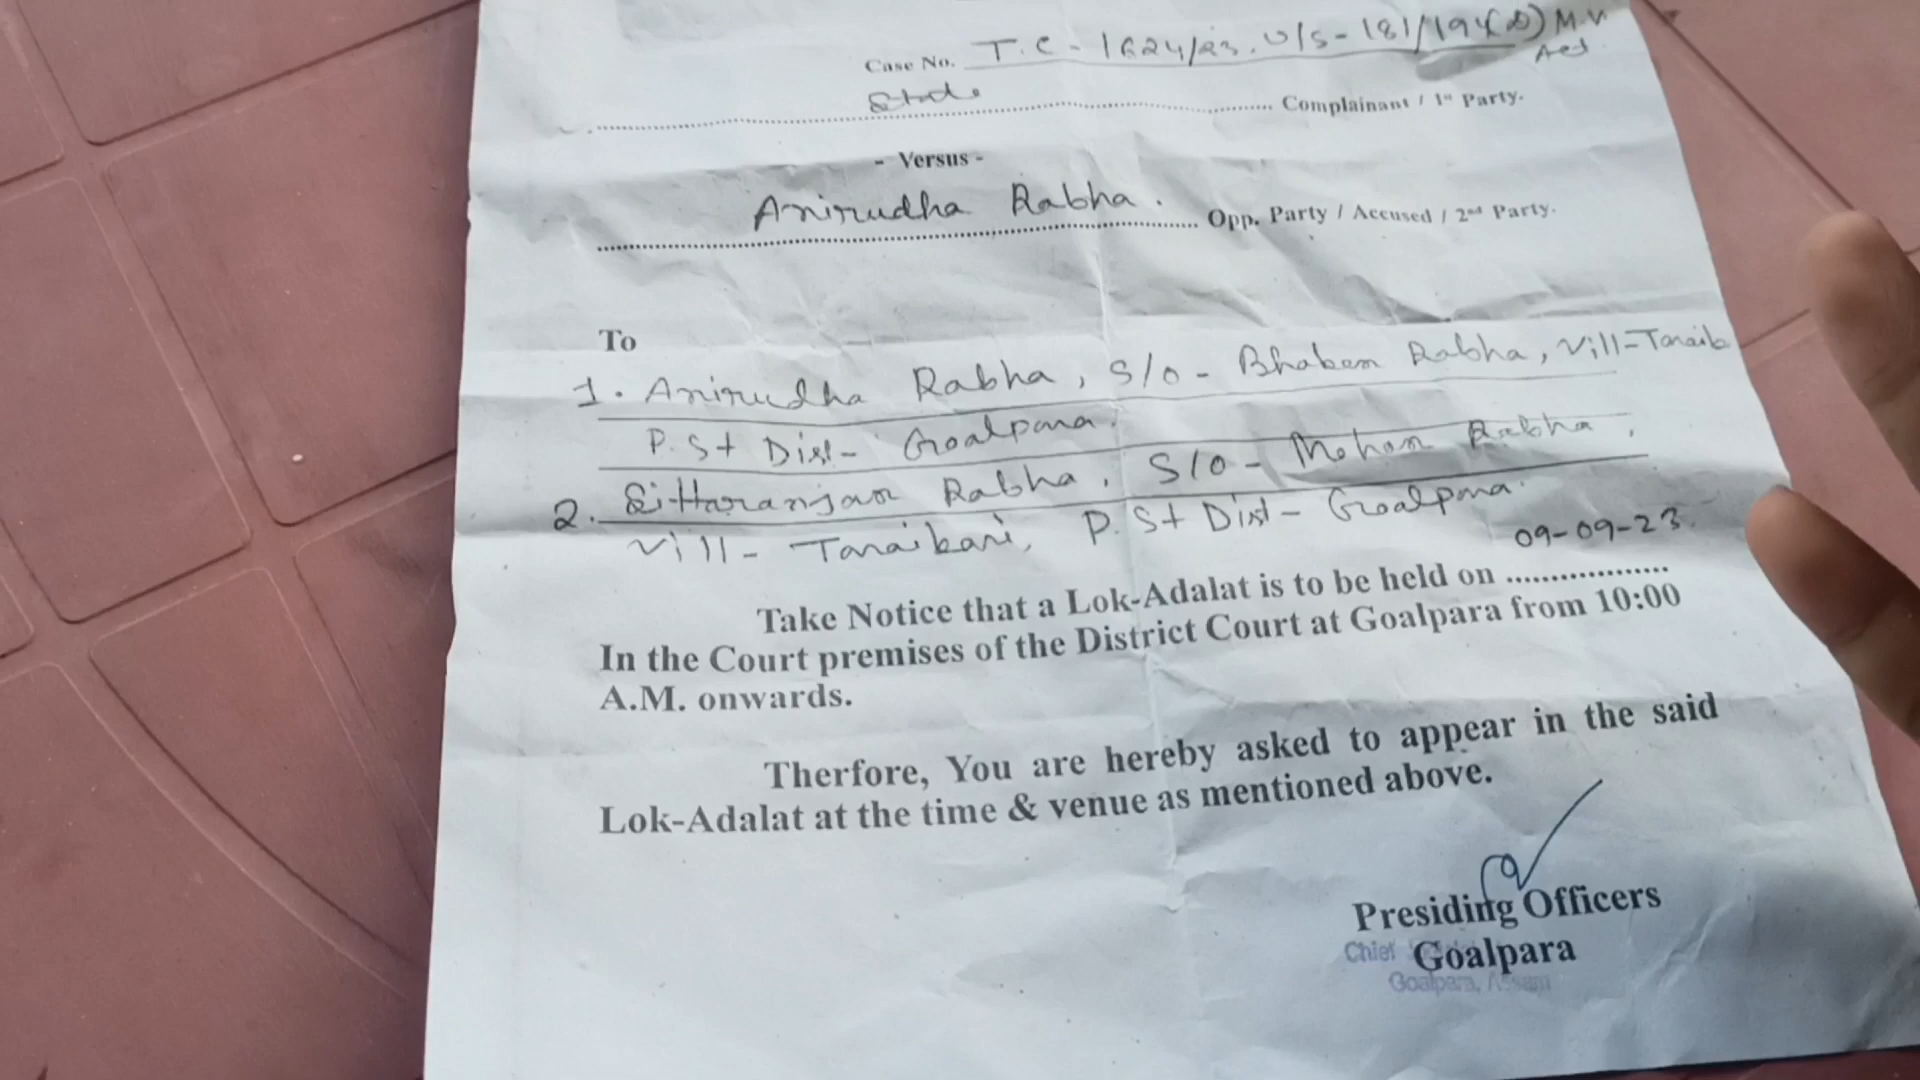 Case No. T.C - 1624/23. U/S - 181/194(D) M.V
Act
State
Complainant / 1st Party.
- Versus -
Anirudha Rabha.
Opp. Party / Accused / 2nd Party.
To
1. Anirudha Rabha, S/O - Bhaben Rabha, Vill-Taraib
P.S+ Dist- Goalpara.
2. Sittaranjan Rabha, S/O - Mohan Rabha,
Vill - Taraikari, P.S+ Dist - Goalpara.
09-09-23.
Take Notice that a Lok-Adalat is to be held on ..................
In the Court premises of the District Court at Goalpara from 10:00
A.M. onwards.
Therfore, You are hereby asked to appear in the said
Lok-Adalat at the time & venue as mentioned above.
Presiding Officers
Goalpara
Chief
Goalpara, Assam